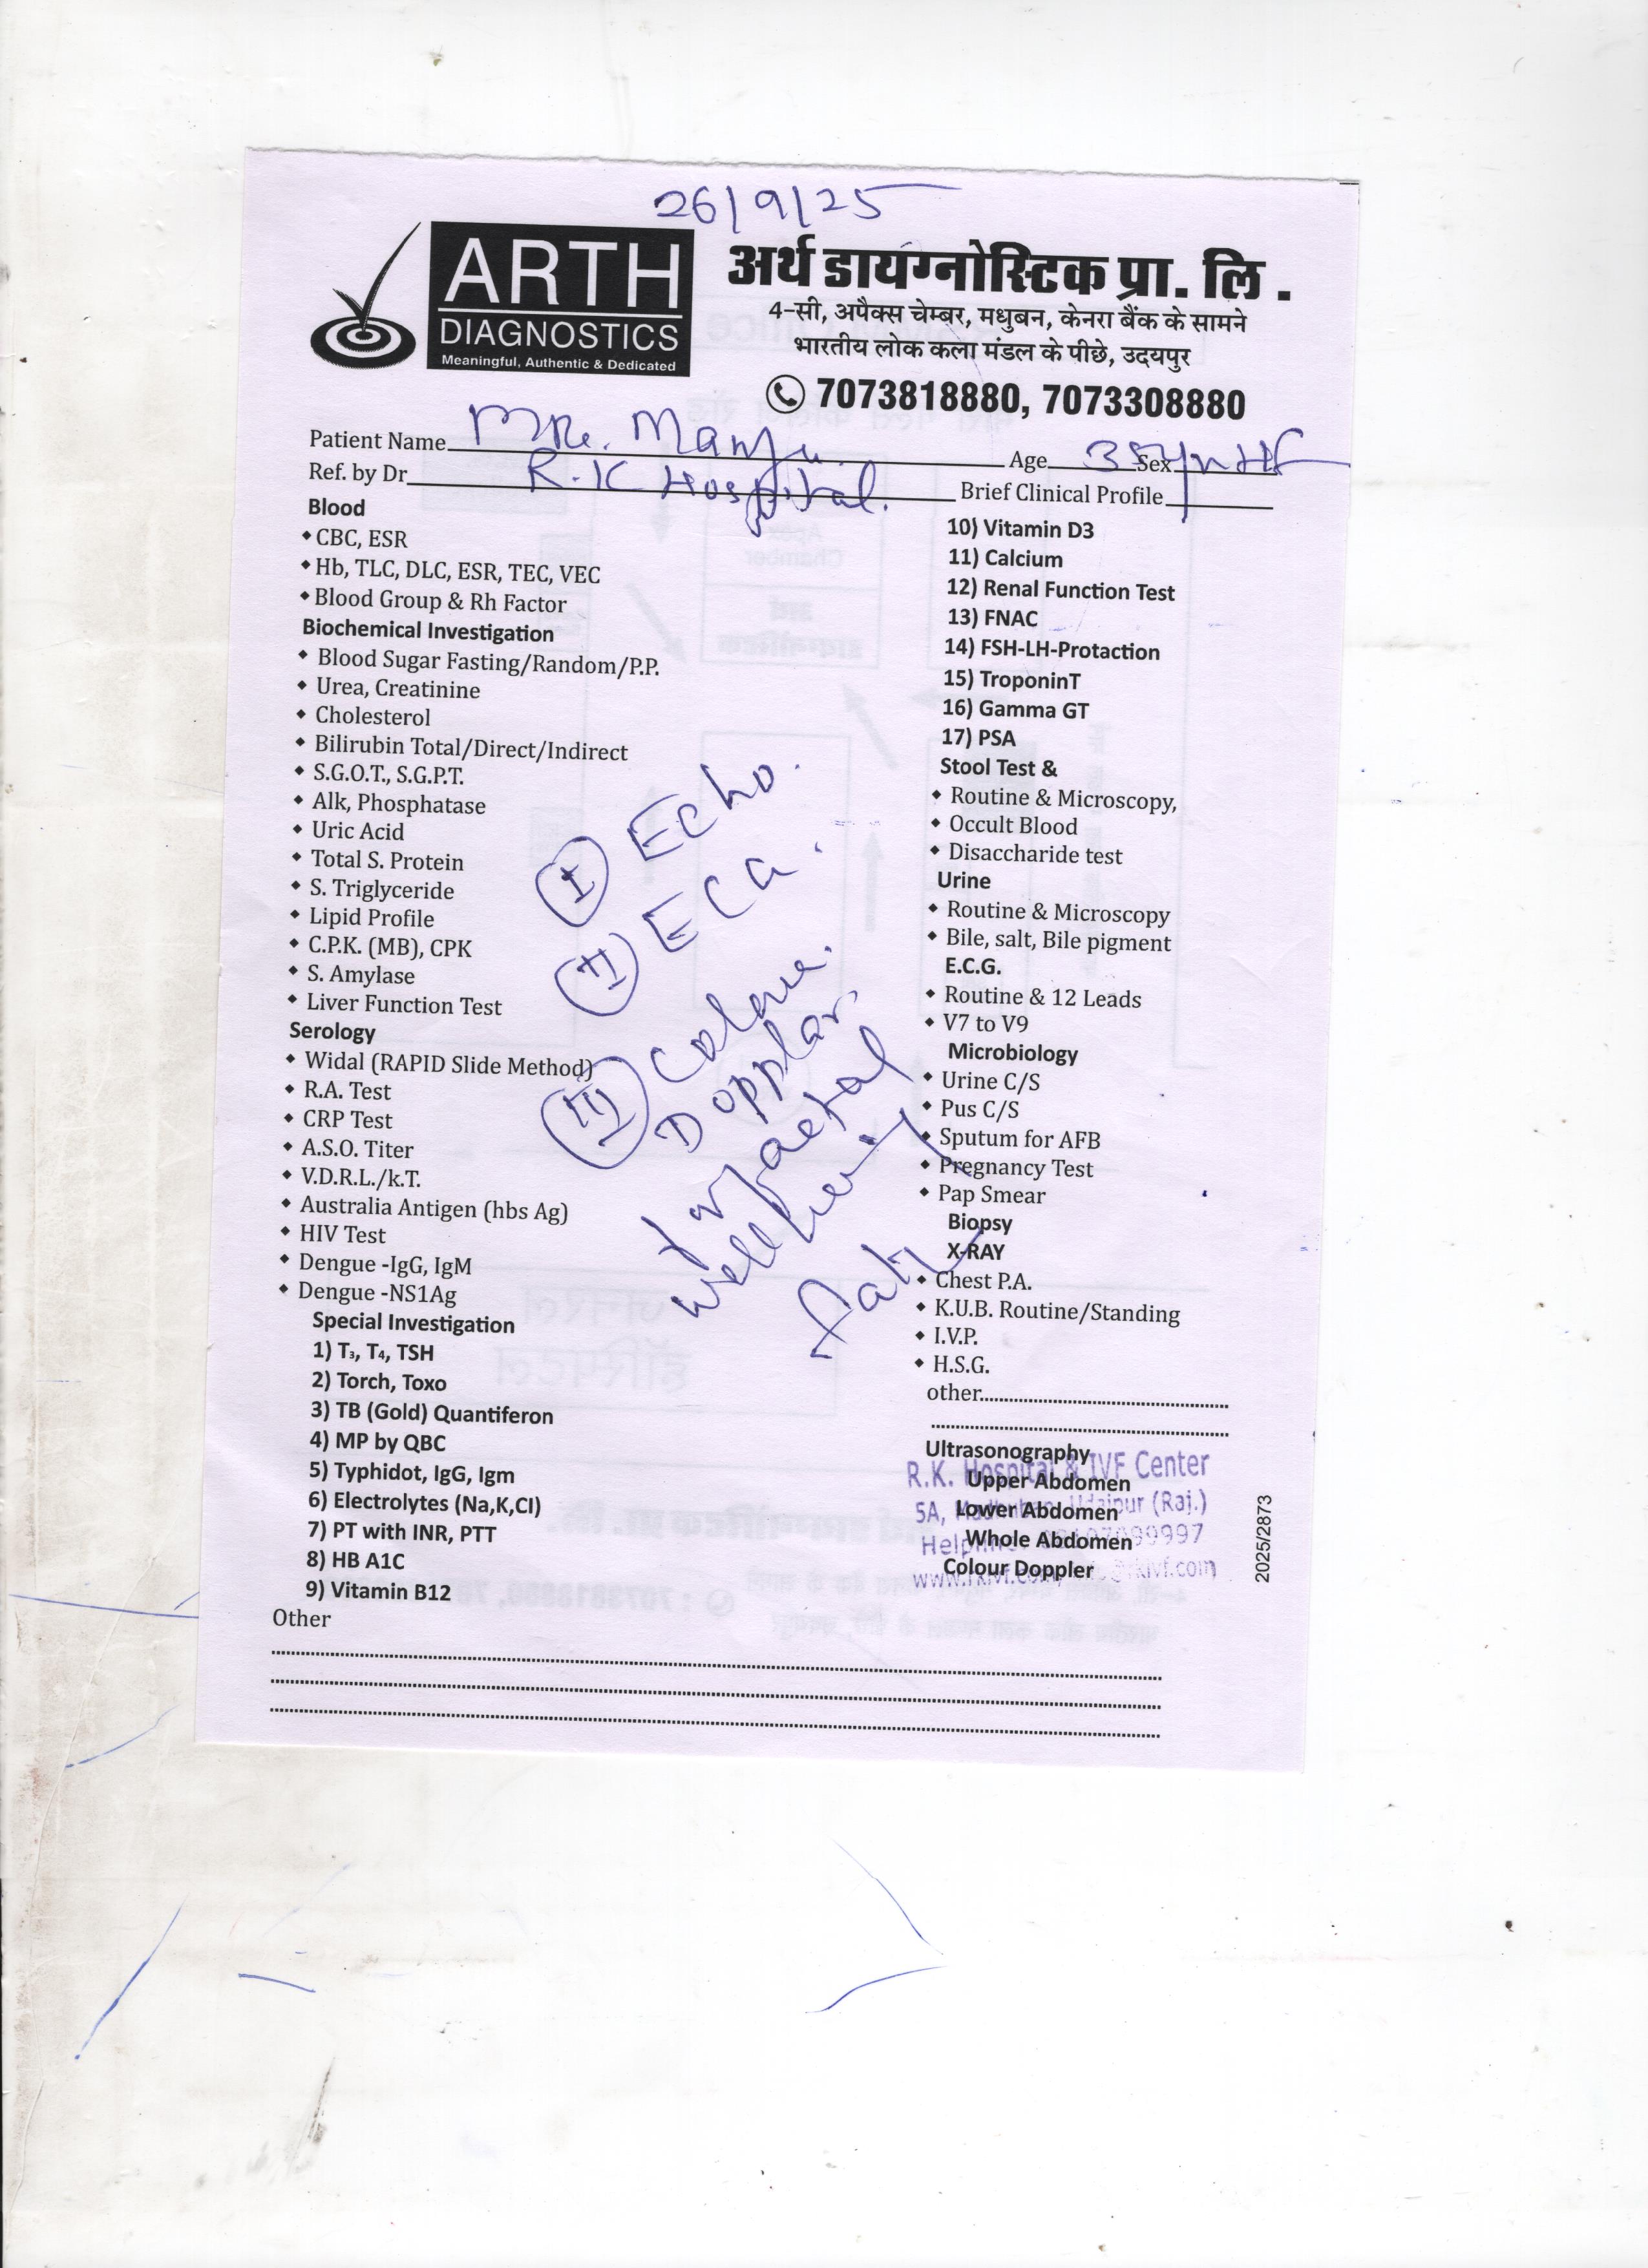 26/9/25
ARTH
DIAGNOSTICS
Meaningful, Authentic & Dedicated
अर्थ डायग्नोस्टिक प्रा. लि .
4-सी, अपैक्स चेम्बर, मधुबन, केनरा बैंक के सामने
भारतीय लोक कला मंडल के पीछे, उदयपुर
7073818880, 7073308880
Patient Name Mrs. Manju Age 35 Sex F
Ref. by Dr R.K Hospital. Brief Clinical Profile
Blood
CBC, ESR
Hb, TLC, DLC, ESR, TEC, VEC
Blood Group & Rh Factor
Biochemical Investigation
Blood Sugar Fasting/Random/P.P.
Urea, Creatinine
Cholesterol
Bilirubin Total/Direct/Indirect
S.G.O.T., S.G.P.T.
Alk, Phosphatase
Uric Acid
Total S. Protein
S. Triglyceride
Lipid Profile
C.P.K. (MB), CPK
S. Amylase
Liver Function Test
Serology
Widal (RAPID Slide Method)
R.A. Test
CRP Test
A.S.O. Titer
V.D.R.L./k.T.
Australia Antigen (hbs Ag)
HIV Test
Dengue -IgG, IgM
Dengue -NS1Ag
Special Investigation
1) T₃, T₄, TSH
2) Torch, Toxo
3) TB (Gold) Quantiferon
4) MP by QBC
5) Typhidot, IgG, Igm
6) Electrolytes (Na,K,Cl)
7) PT with INR, PTT
8) HB A1C
9) Vitamin B12
Other
I Echo.
II ECG.
III Colour
Dopplar
for faetal
wellbeing
10) Vitamin D3
11) Calcium
12) Renal Function Test
13) FNAC
14) FSH-LH-Protaction
15) TroponinT
16) Gamma GT
17) PSA
Stool Test &
Routine & Microscopy,
Occult Blood
Disaccharide test
Urine
Routine & Microscopy
Bile, salt, Bile pigment
E.C.G.
Routine & 12 Leads
V7 to V9
Microbiology
Urine C/S
Pus C/S
Sputum for AFB
Pregnancy Test
Pap Smear
Biopsy
X-RAY
Chest P.A.
K.U.B. Routine/Standing
I.V.P.
H.S.G.
other
Ultrasonography
Upper Abdomen
Lower Abdomen
Whole Abdomen
Colour Doppler
R.K. Hospital & IVF Center
5A, Madhuban, Udaipur (Raj.)
2025/2873